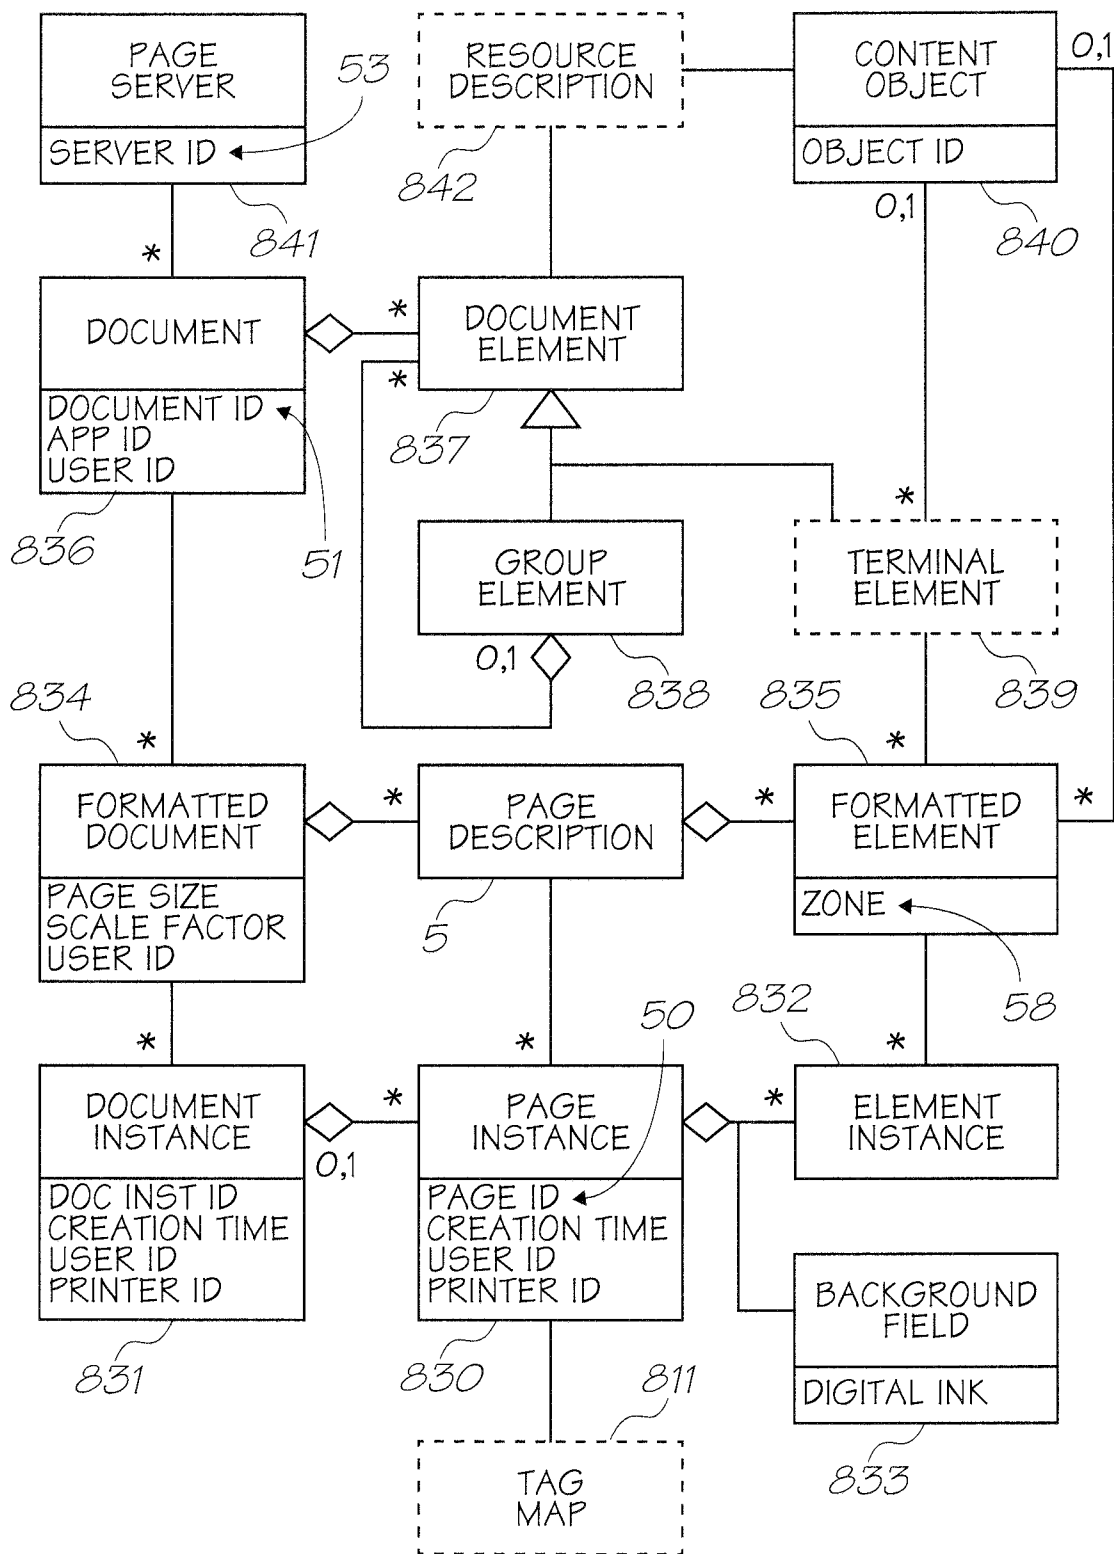 PAGE
SERVER
SERVER ID
53
841
RESOURCE
DESCRIPTION
842
CONTENT
OBJECT
OBJECT ID
0,1
0,1
840
*
DOCUMENT
DOCUMENT ID
APP ID
USER ID
836
51
*
*
DOCUMENT
ELEMENT
837
GROUP
ELEMENT
0,1
838
*
TERMINAL
ELEMENT
839
834
*
FORMATTED
DOCUMENT
PAGE SIZE
SCALE FACTOR
USER ID
*
PAGE
DESCRIPTION
5
835
*
*
*
FORMATTED
ELEMENT
ZONE
58
*
DOCUMENT
INSTANCE
0,1
DOC INST ID
CREATION TIME
USER ID
PRINTER ID
831
*
*
50
PAGE
INSTANCE
PAGE ID
CREATION TIME
USER ID
PRINTER ID
830
832
*
*
ELEMENT
INSTANCE
BACKGROUND
FIELD
DIGITAL INK
833
811
TAG
MAP